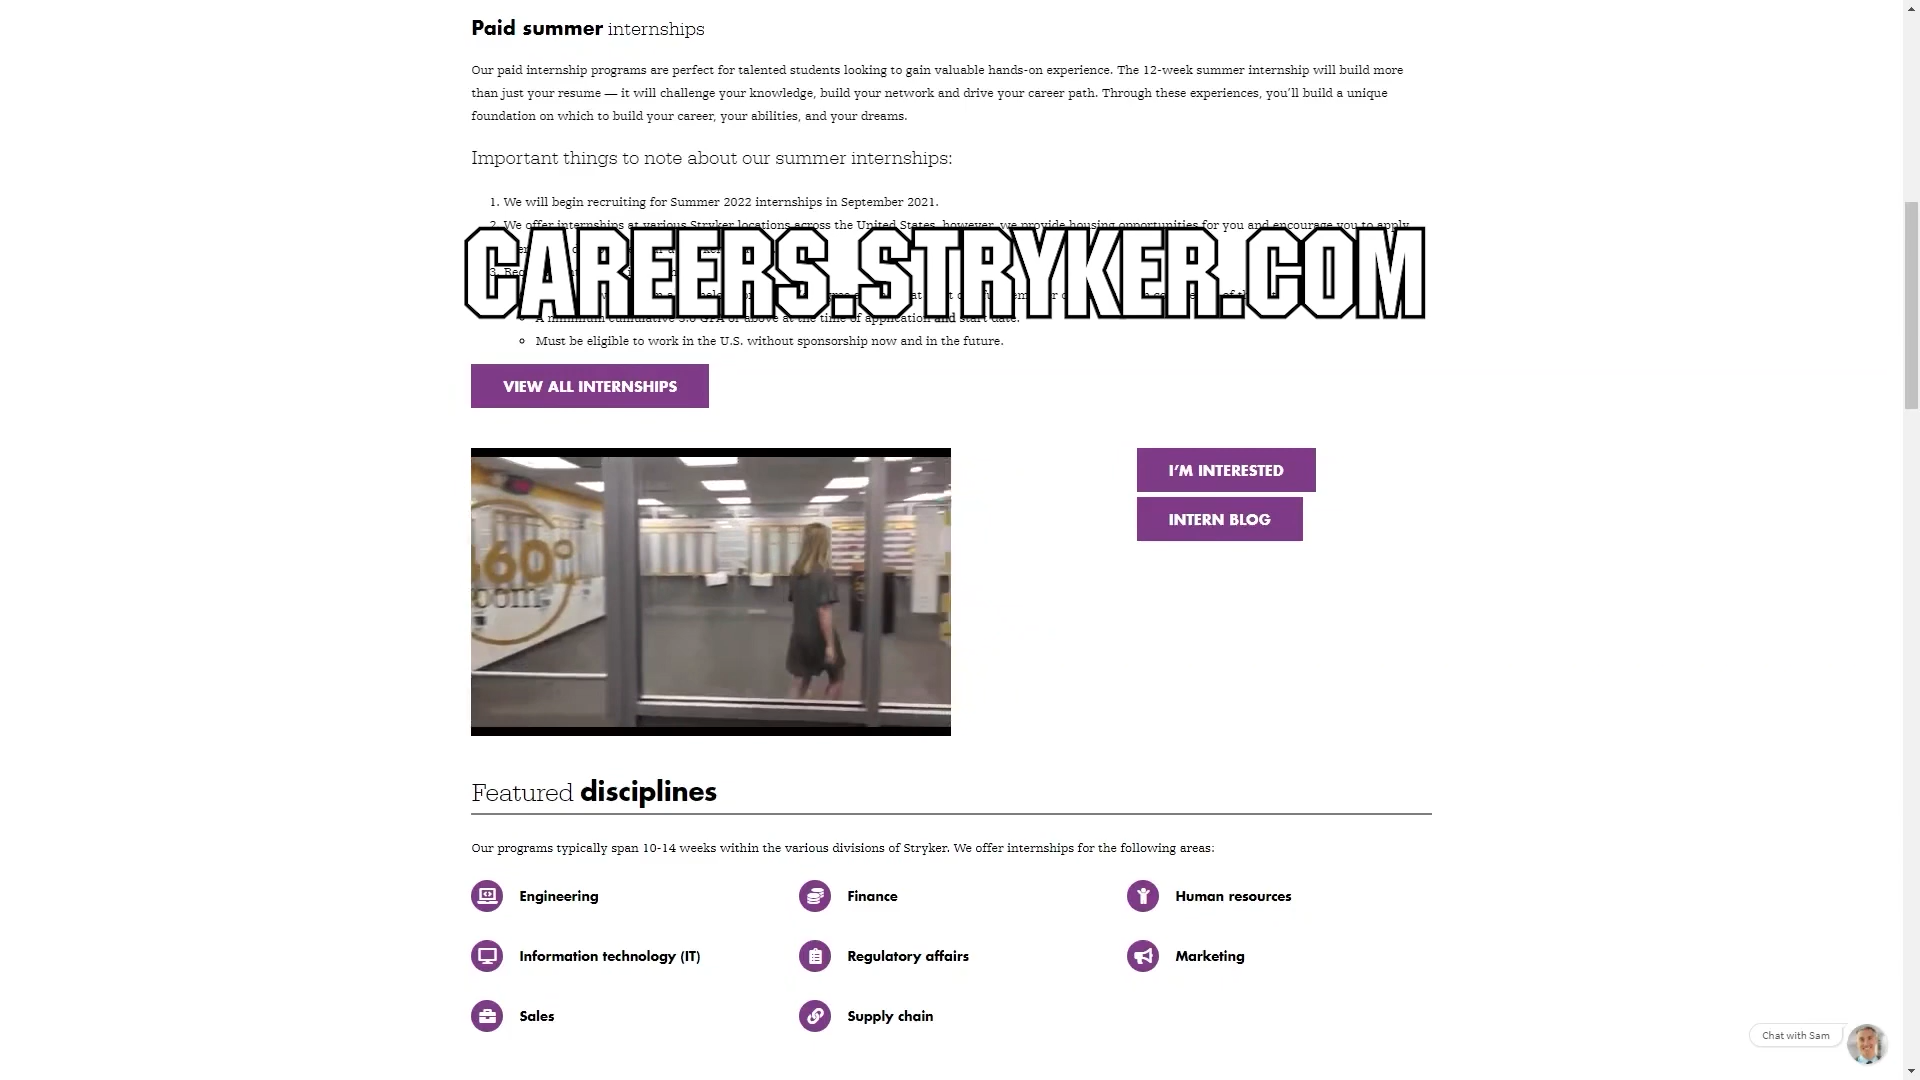 Paid summer internships
Our paid internship programs are perfect for talented students looking to gain valuable hands-on experience. The 12-week summer internship will build more
than just your resume — it will challenge your knowledge, build your network and drive your career path. Through these experiences, you’ll build a unique
foundation on which to build your career, your abilities, and your dreams.
Important things to note about our summer internships:
1. We will begin recruiting for Summer 2022 internships in September 2021.
2. We offer internships at various Stryker locations across the United States, however, we provide housing opportunities for you and encourage you to apply
CAREERS.STRYKER.COM
3.
A minimum cumulative 3.0 GPA or above at the time of application and start date.
Must be eligible to work in the U.S. without sponsorship now and in the future.
VIEW ALL INTERNSHIPS
I’M INTERESTED
INTERN BLOG
360°
room
Featured disciplines
Our programs typically span 10-14 weeks within the various divisions of Stryker. We offer internships for the following areas:
Engineering
Finance
Human resources
Information technology (IT)
Regulatory affairs
Marketing
Sales
Supply chain
Chat with Sam